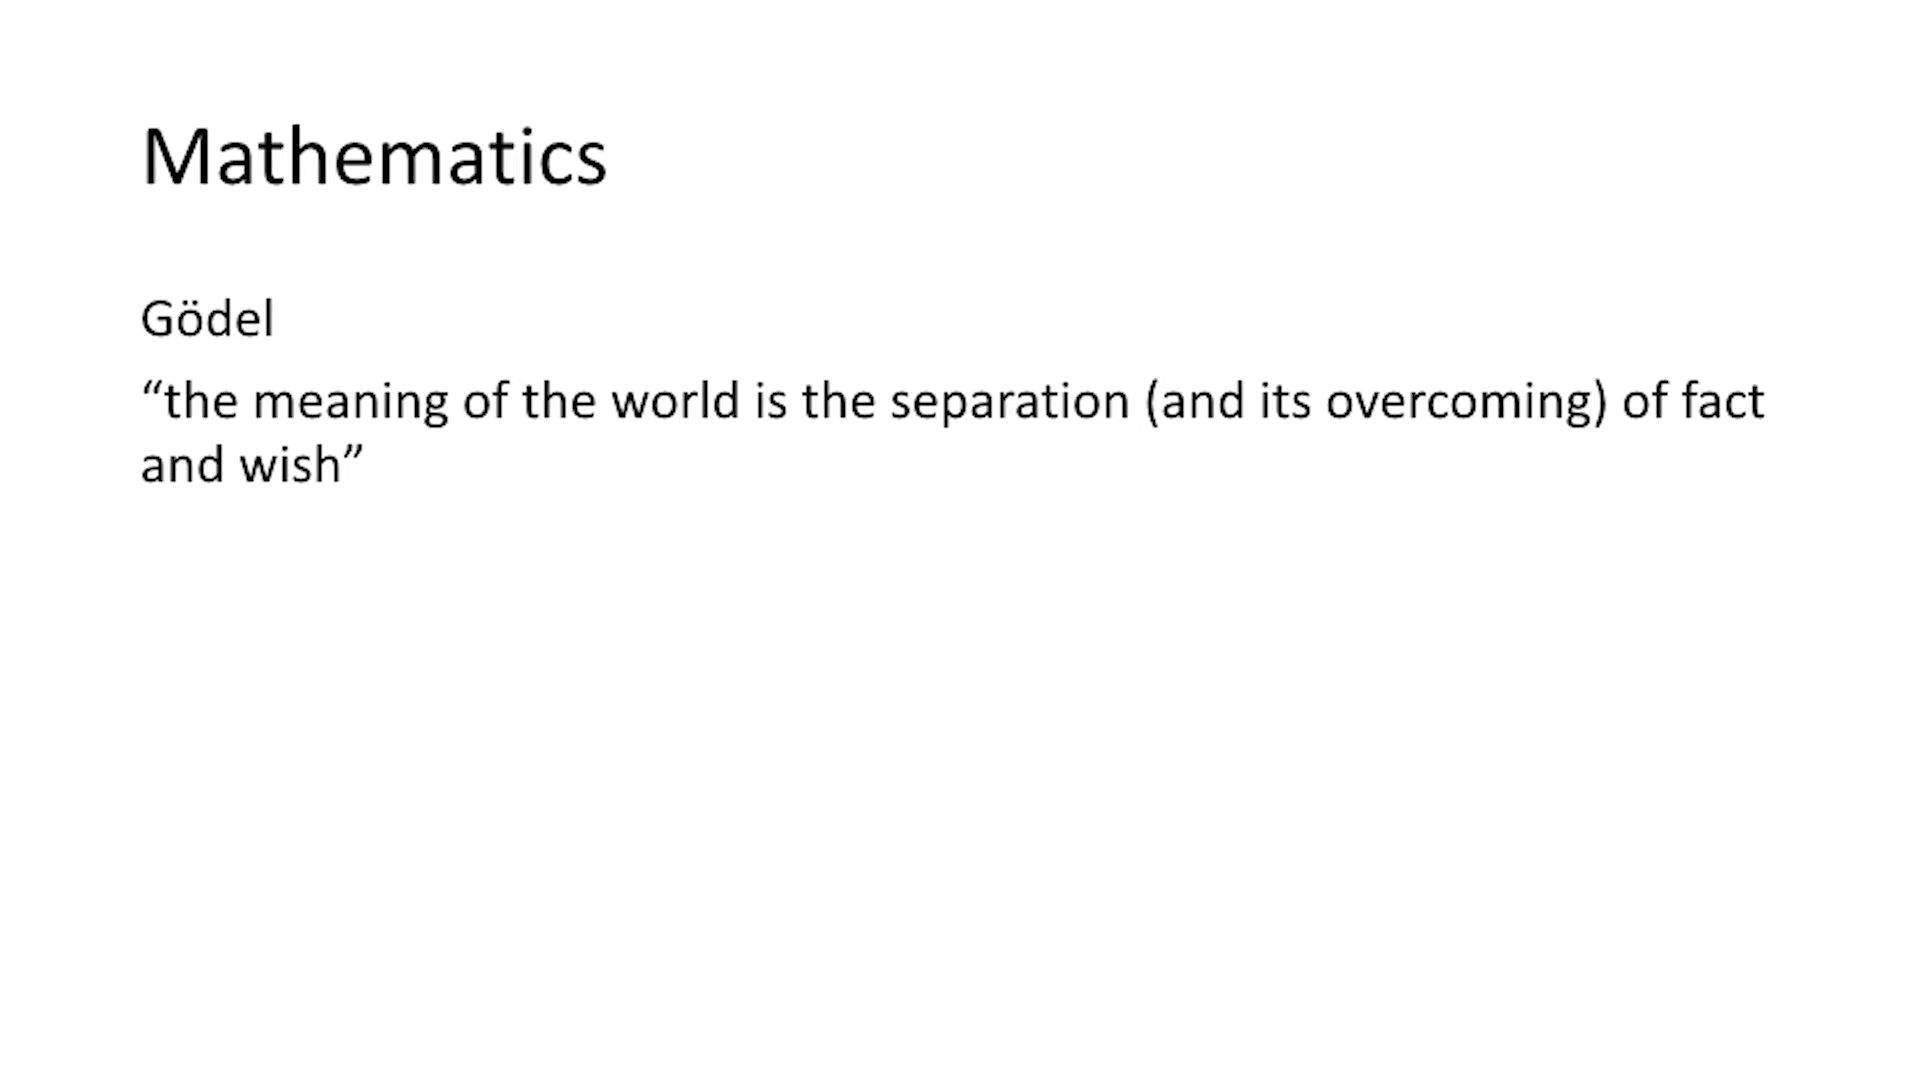 Mathematics
Gödel
“the meaning of the world is the separation (and its overcoming) of fact
and wish”